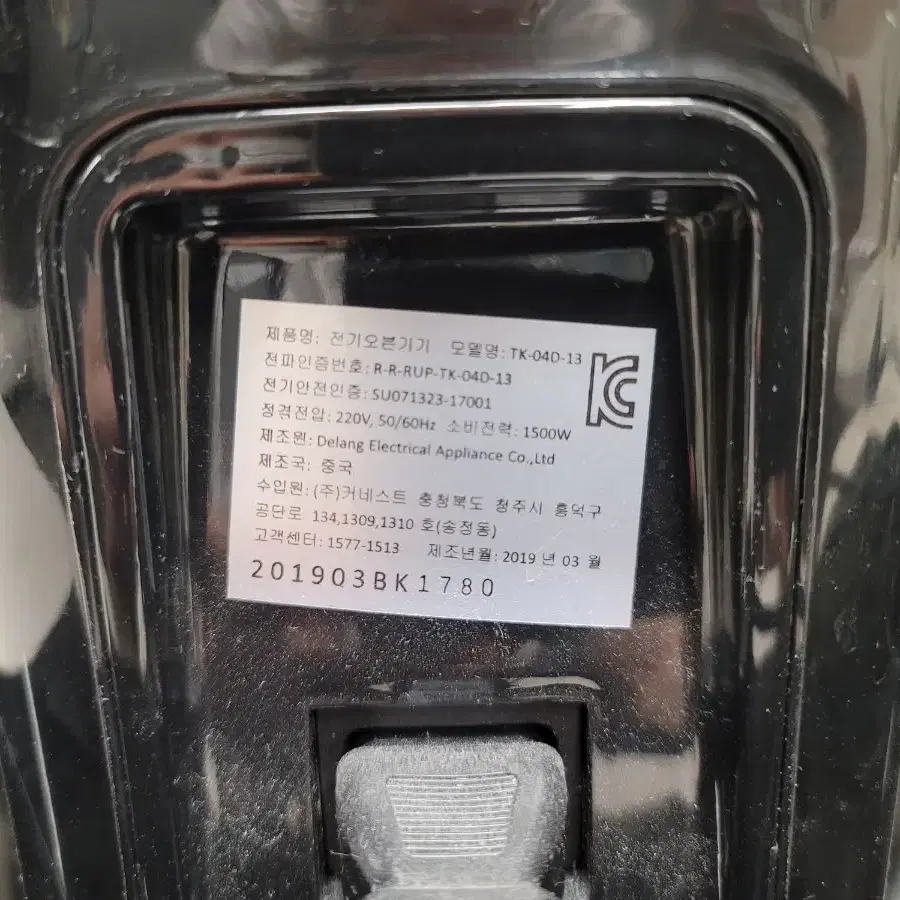 제품명: 전기오븐기기 모델명: TK-04D-13
전파인증번호: R-R-RUP-TK-04D-13
전기안전인증: SU071323-17001
정격전압: 220V, 50/60Hz 소비전력: 1500W
제조원: Delang Electrical Appliance Co.,Ltd
제조국: 중국
수입원: (주)커네스트 충청북도 청주시 흥덕구
공단로 134,1309,1310 호(송정동)
고객센터: 1577-1513 제조년월: 2019 년 03 월
201903BK1780